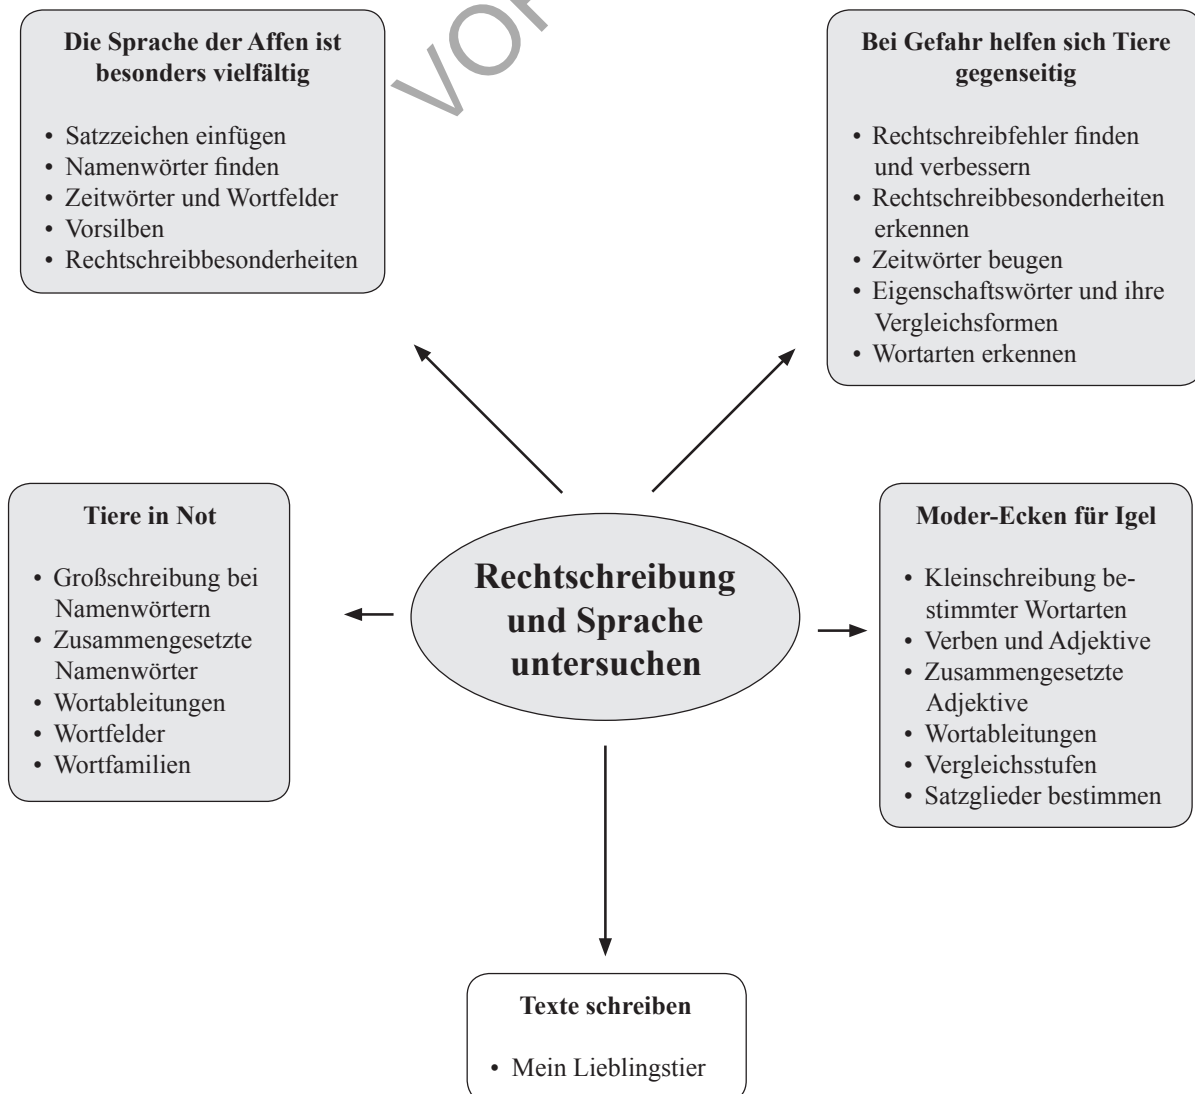 Die Sprache der Affen ist
besonders vielfältig
• Satzzeichen einfügen
• Namenwörter finden
• Zeitwörter und Wortfelder
• Vorsilben
• Rechtschreibbesonderheiten
Bei Gefahr helfen sich Tiere
gegenseitig
• Rechtschreibfehler finden
und verbessern
• Rechtschreibbesonderheiten
erkennen
• Zeitwörter beugen
• Eigenschaftswörter und ihre
Vergleichsformen
• Wortarten erkennen
Tiere in Not
• Großschreibung bei
Namenwörtern
• Zusammengesetzte
Namenwörter
• Wortableitungen
• Wortfelder
• Wortfamilien
Rechtschreibung
und Sprache
untersuchen
Moder-Ecken für Igel
• Kleinschreibung be-
stimmter Wortarten
• Verben und Adjektive
• Zusammengesetzte
Adjektive
• Wortableitungen
• Vergleichsstufen
• Satzglieder bestimmen
Texte schreiben
• Mein Lieblingstier